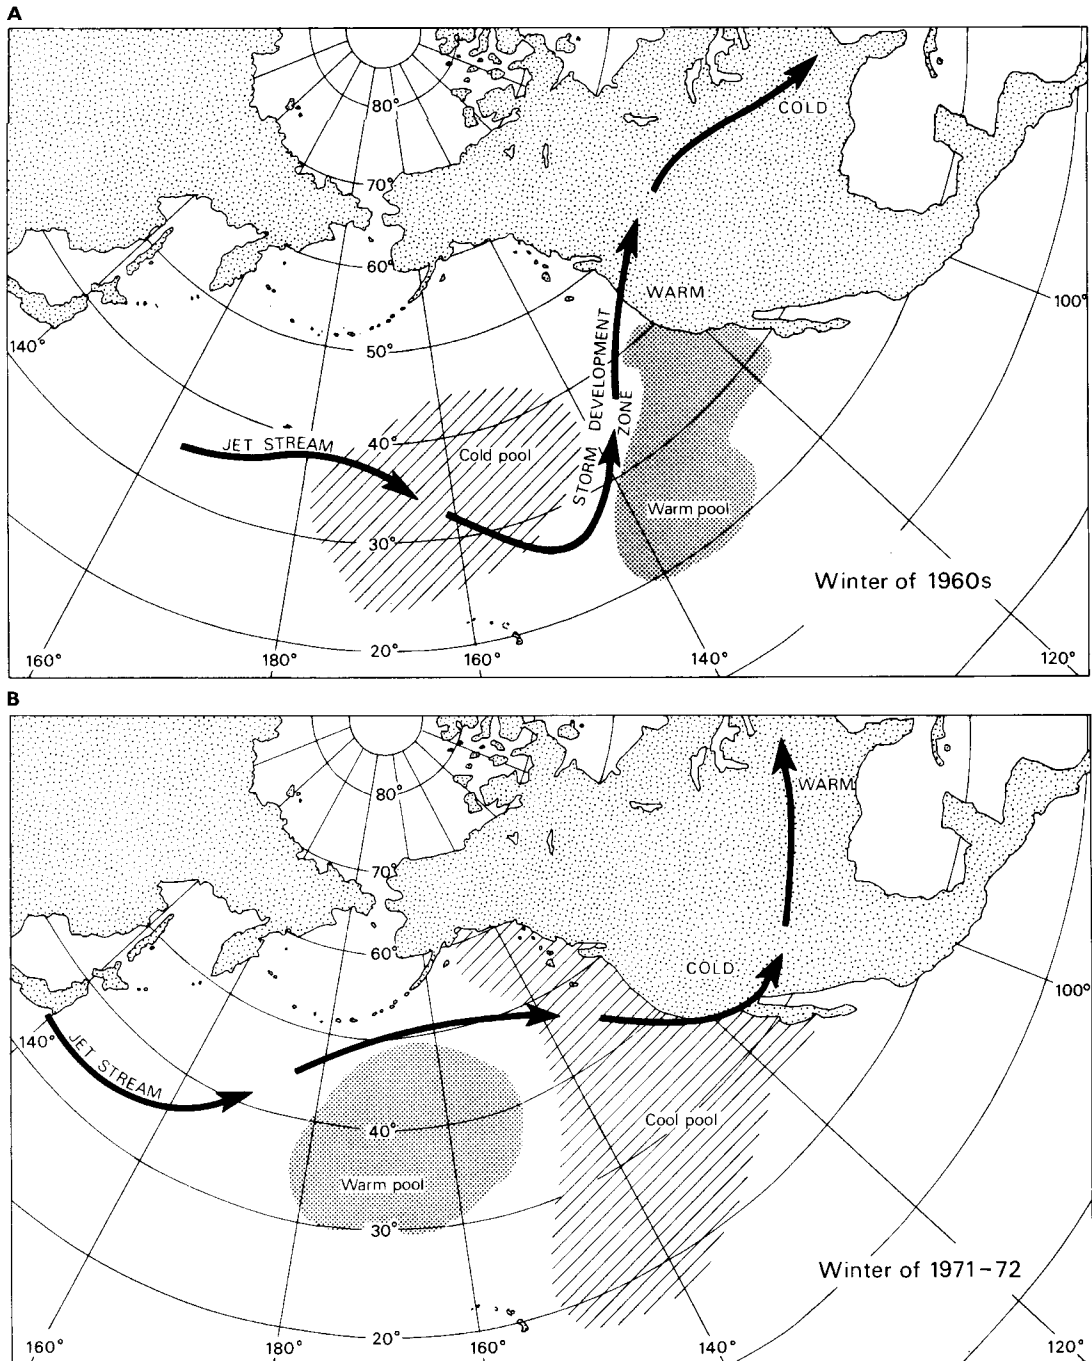 A
80°
COLD
70°
60°
WARM
100°
140°
50°
STORM DEVELOPMENT
ZONE
JET STREAM
40°
Cold pool
Warm pool
30°
Winter of 1960s
160°
180°
20°
160°
140°
120°
B
80°
WARM
70°
60°
COLD
100°
140°
JET STREAM
40°
Cool pool
Warm pool
30°
Winter of 1971–72
160°
180°
20°
160°
140°
120°